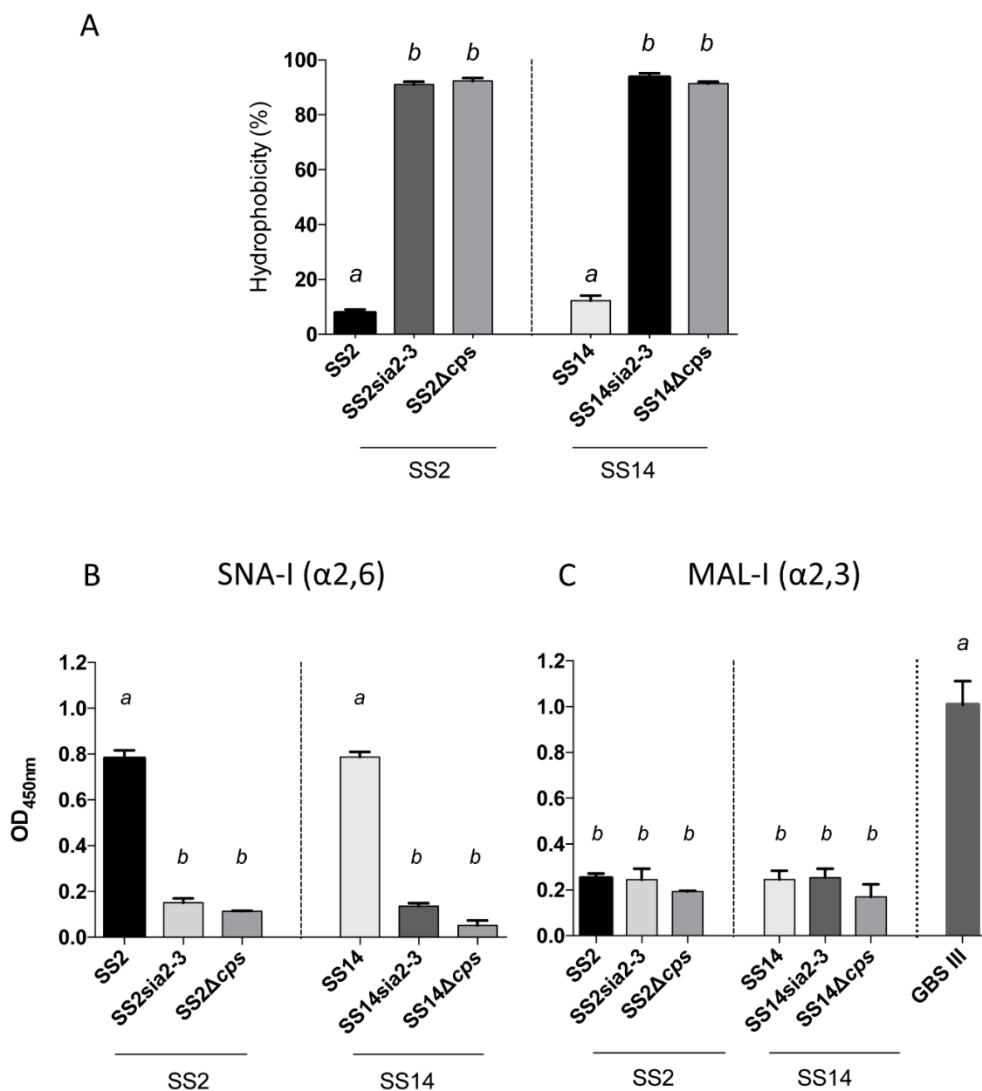 A
Hydrophobicity (%)
100
80
60
40
20
0
a
b
b
a
b
b
SS2
SS2sia2-3
SS2Δcps
SS14
SS14sia2-3
SS14Δcps
SS2
SS14
B
SNA-I (α2,6)
OD450nm
1.2
1.0
0.8
0.6
0.4
0.2
0.0
a
b
b
a
b
b
SS2
SS2sia2-3
SS2Δcps
SS14
SS14sia2-3
SS14Δcps
SS2
SS14
C
MAL-I (α2,3)
1.2
1.0
0.8
0.6
0.4
0.2
0.0
b
b
b
b
b
b
a
SS2
SS2sia2-3
SS2Δcps
SS14
SS14sia2-3
SS14Δcps
GBS III
SS2
SS14